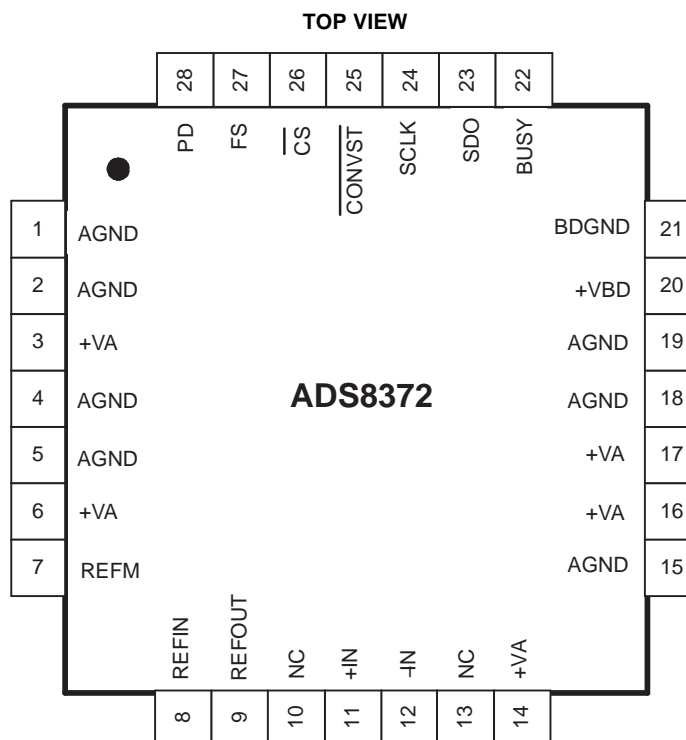 TOP VIEW
28 27 26 25 24 23 22
PD FS CS CONVST SCLK SDO BUSY
1 AGND BDGND 21
2 AGND +VBD 20
3 +VA AGND 19
4 AGND ADS8372 AGND 18
5 AGND +VA 17
6 +VA +VA 16
7 REFM AGND 15
REFIN REFOUT NC +IN -IN NC +VA
8 9 10 11 12 13 14